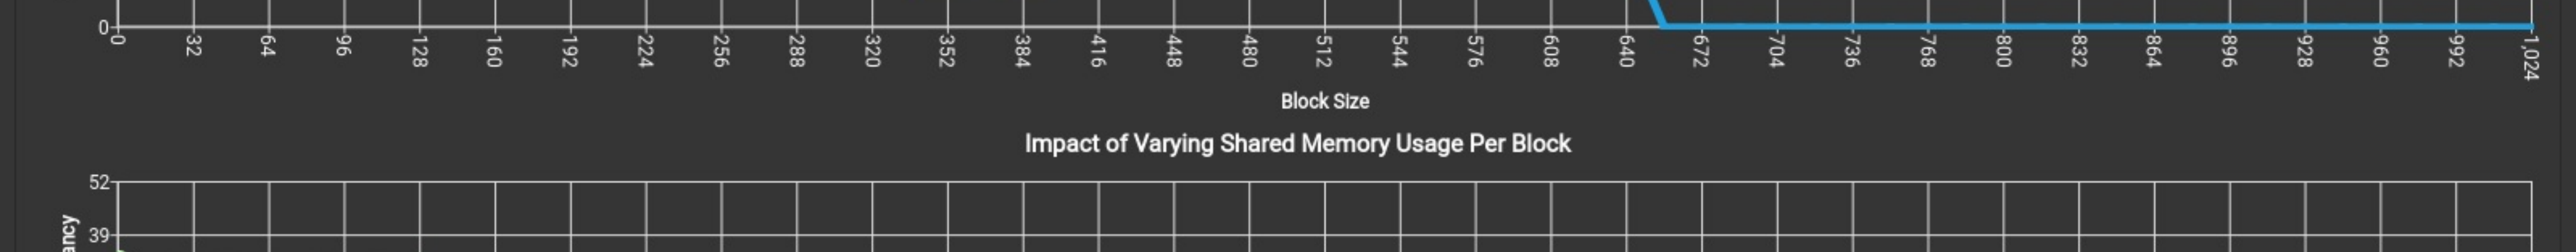 0
0 32 64 96 128 160 192 224 256 288 320 352 384 416 448 480 512 544 576 608 640 672 704 736 768 800 832 864 896 928 960 992 1,024
Block Size
Impact of Varying Shared Memory Usage Per Block
52
39